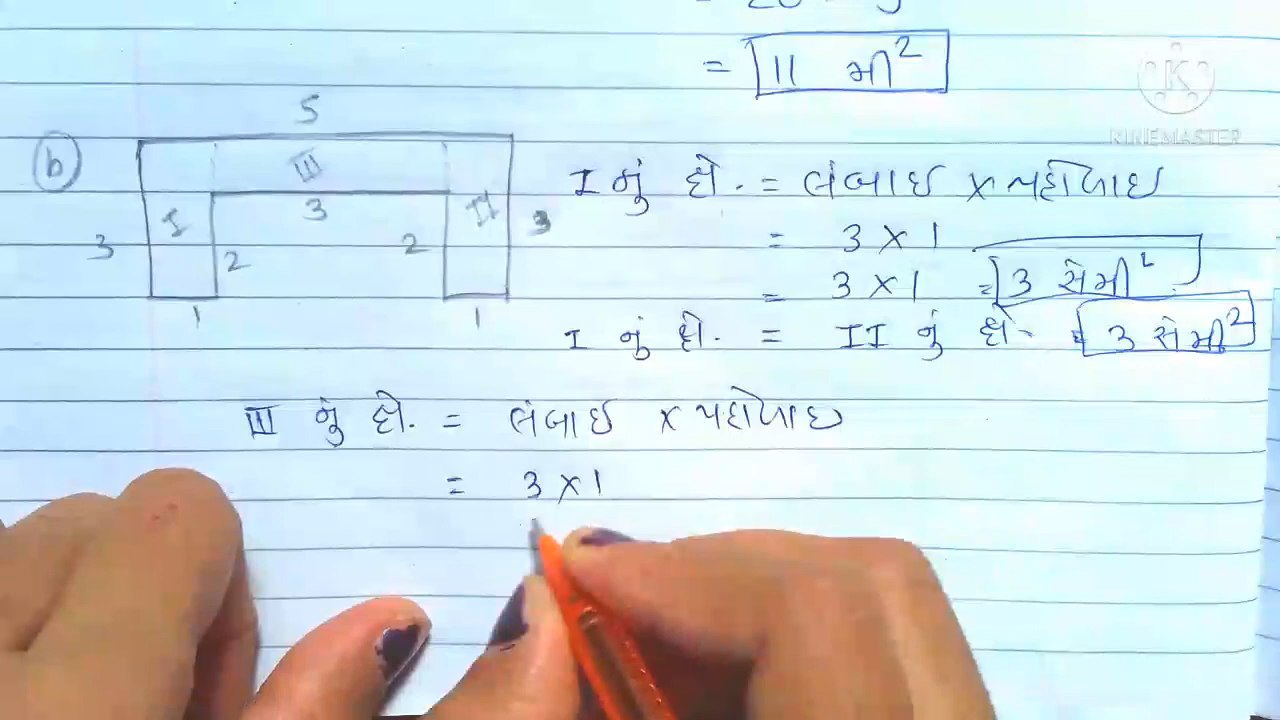 = 11 મી²
K
KINEMASTER
5
b
III
I નું ક્ષે. = લંબાઈ × પહોળાઈ
I
3
II
3
3
2
2
= 3 × 1
1
1
= 3 × 1 = 3 સેમી²
I નું ક્ષે. = II નું ક્ષે. = 3 સેમી²
III નું ક્ષે. = લંબાઈ × પહોળાઈ
= 3 × 1